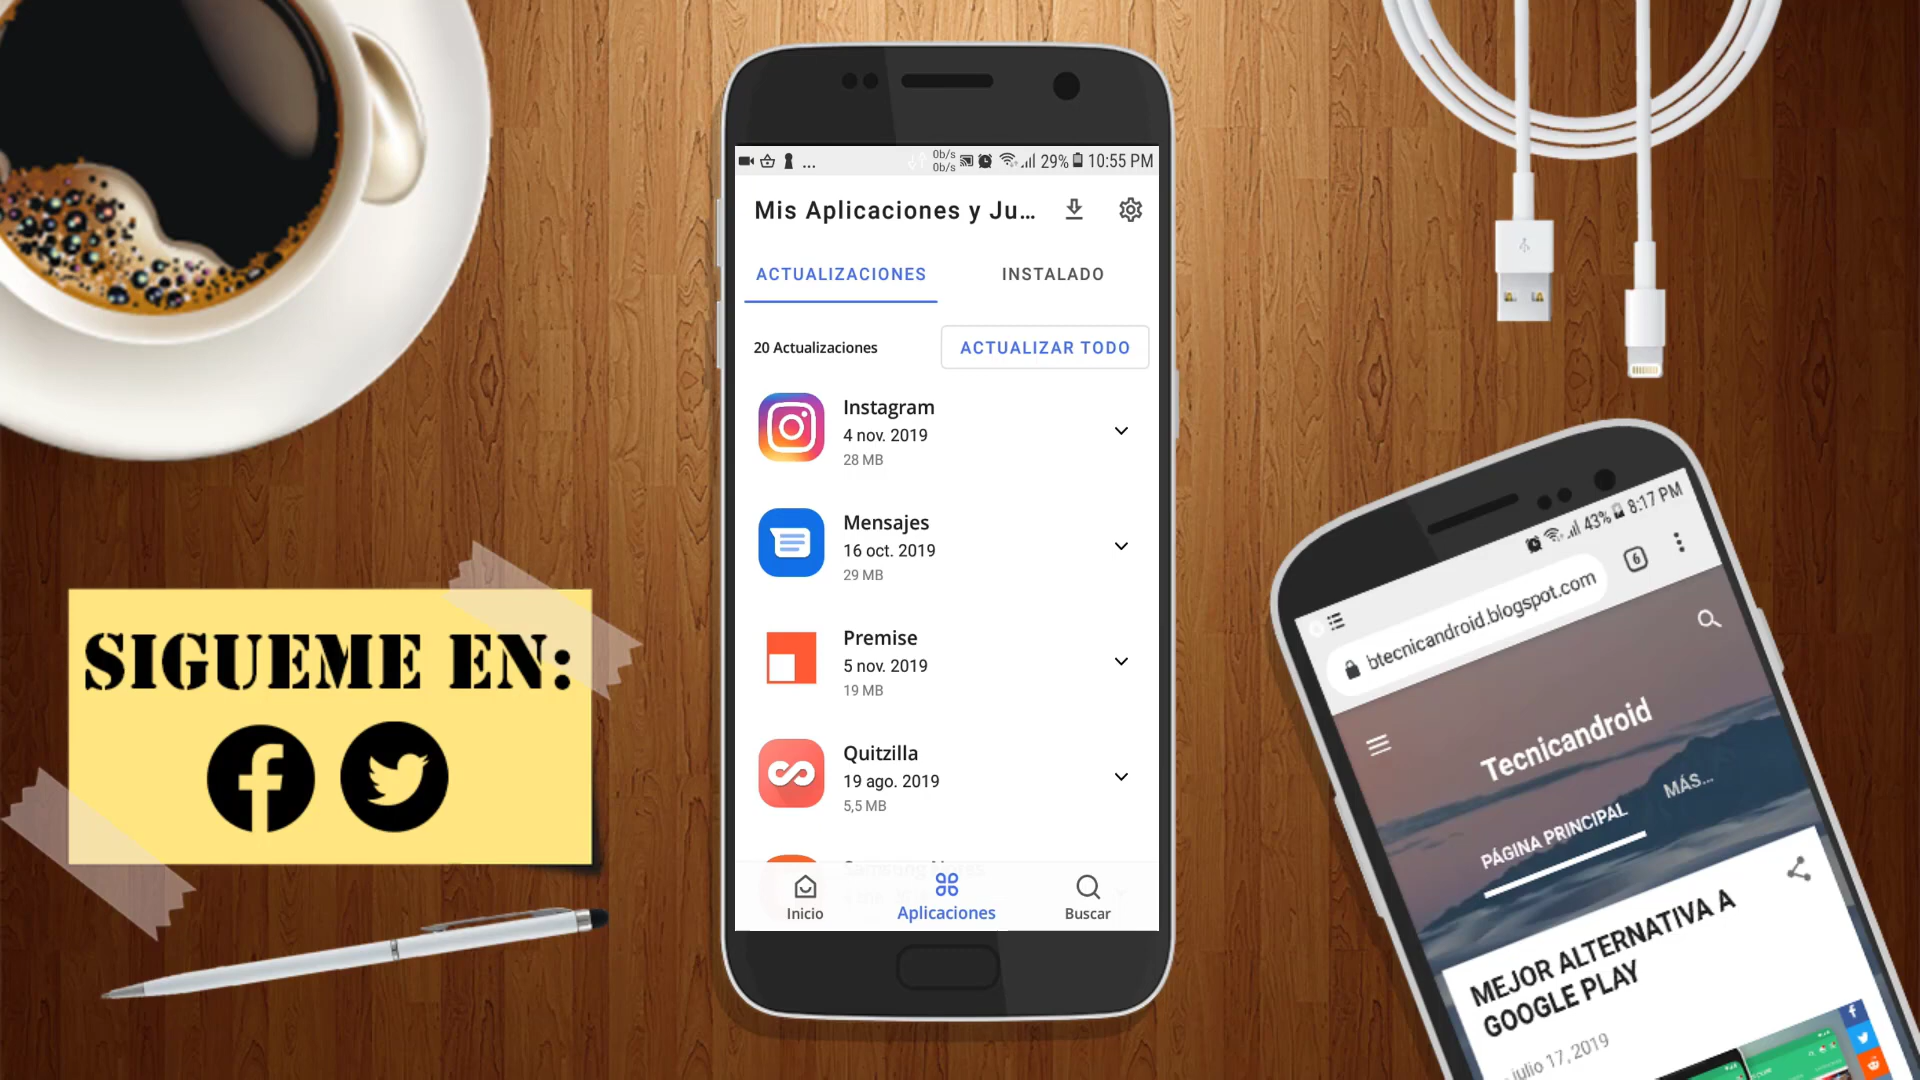 0b/s
0b/s
29%
10:55 PM
Mis Aplicaciones y Ju...
ACTUALIZACIONES
INSTALADO
20 Actualizaciones
ACTUALIZAR TODO
Instagram
4 nov. 2019
28 MB
Mensajes
16 oct. 2019
29 MB
Premise
5 nov. 2019
19 MB
Quitzilla
19 ago. 2019
5,5 MB
Inicio
Aplicaciones
Buscar
SIGUEME EN:
43%
8:17 PM
6
btecnicandroid.blogspot.com
Tecnicandroid
PÁGINA PRINCIPAL
MÁS...
MEJOR ALTERNATIVA A
GOOGLE PLAY
julio 17, 2019